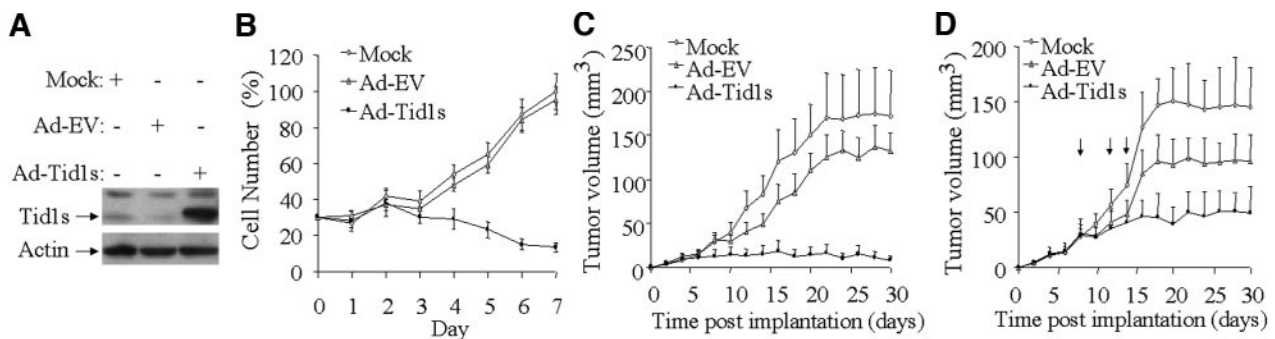 A
Mock: + - -
Ad-EV: - + -
Ad-Tid1s: - - +
Tid1s
Actin
B
Cell Number (%)
120
100
80
60
40
20
0
Mock
Ad-EV
Ad-Tid1s
0 1 2 3 4 5 6 7
Day
C
Tumor volume (mm3)
250
200
150
100
50
0
Mock
Ad-EV
Ad-Tid1s
0 5 10 15 20 25 30
Time post implantation (days)
D
Tumor volume (mm3)
200
150
100
50
0
Mock
Ad-EV
Ad-Tid1s
0 5 10 15 20 25 30
Time post implantation (days)